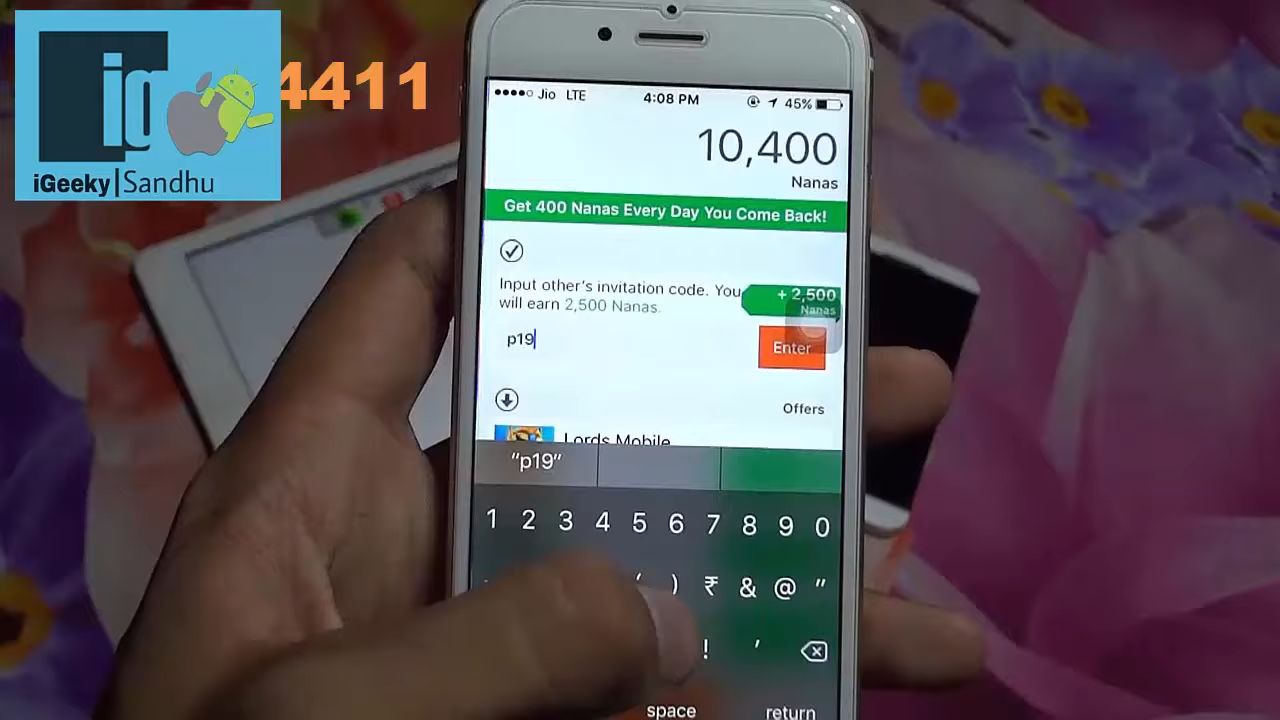 ig
4411
iGeeky|Sandhu
Jio LTE
4:08 PM
45%
10,400
Nanas
Get 400 Nanas Every Day You Come Back!
Input other's invitation code. You
will earn 2,500 Nanas.
+ 2,500
Nanas
p19
Enter
Offers
Lords Mobile
"p19"
1 2 3 4 5 6 7 8 9 0
( ) ₹ & @ "
! '
space
return